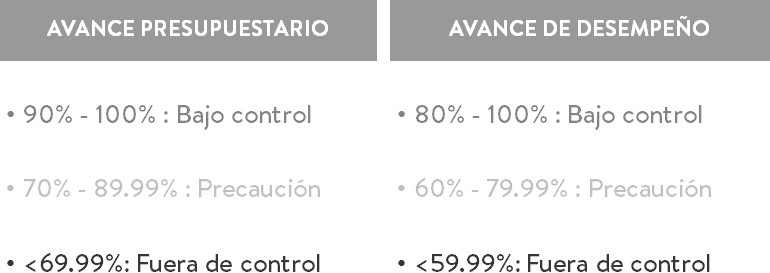 AVANCE PRESUPUESTARIO
• 90% - 100% : Bajo control
• 70% - 89.99% : Precaución
• <69.99%: Fuera de control
AVANCE DE DESEMPEÑO
• 80% - 100% : Bajo control
• 60% - 79.99% : Precaución
• <59.99%: Fuera de control